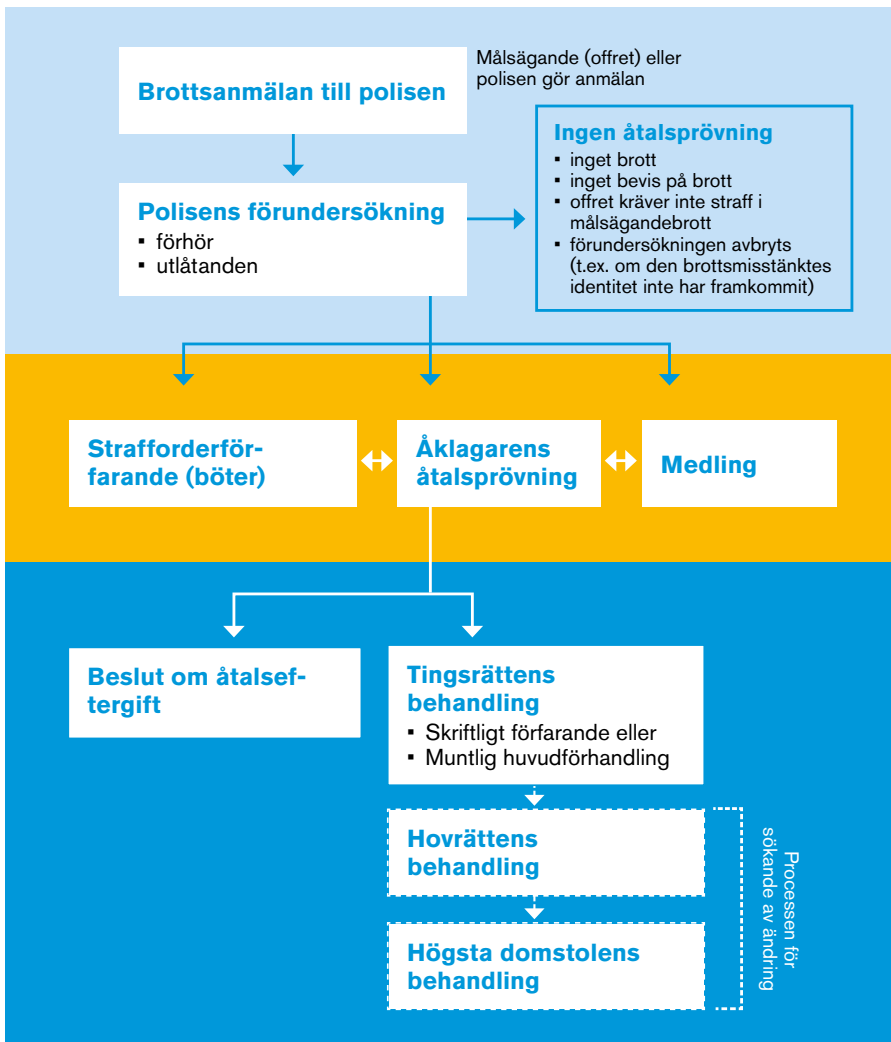 Brottsanmälan till polisen
Målsägande (offret) eller
polisen gör anmälan
Ingen åtalsprövning
▪ inget brott
▪ inget bevis på brott
▪ offret kräver inte straff i
målsägandebrott
▪ förundersökningen avbryts
(t.ex. om den brottsmisstänktes
identitet inte har framkommit)
Polisens förundersökning
▪ förhör
▪ utlåtanden
Strafforderför-
farande (böter)
Åklagarens
åtalsprövning
Medling
Beslut om åtalsef-
tergift
Tingsrättens
behandling
▪ Skriftligt förfarande eller
▪ Muntlig huvudförhandling
Hovrättens
behandling
Högsta domstolens
behandling
Processen för
sökande av ändring